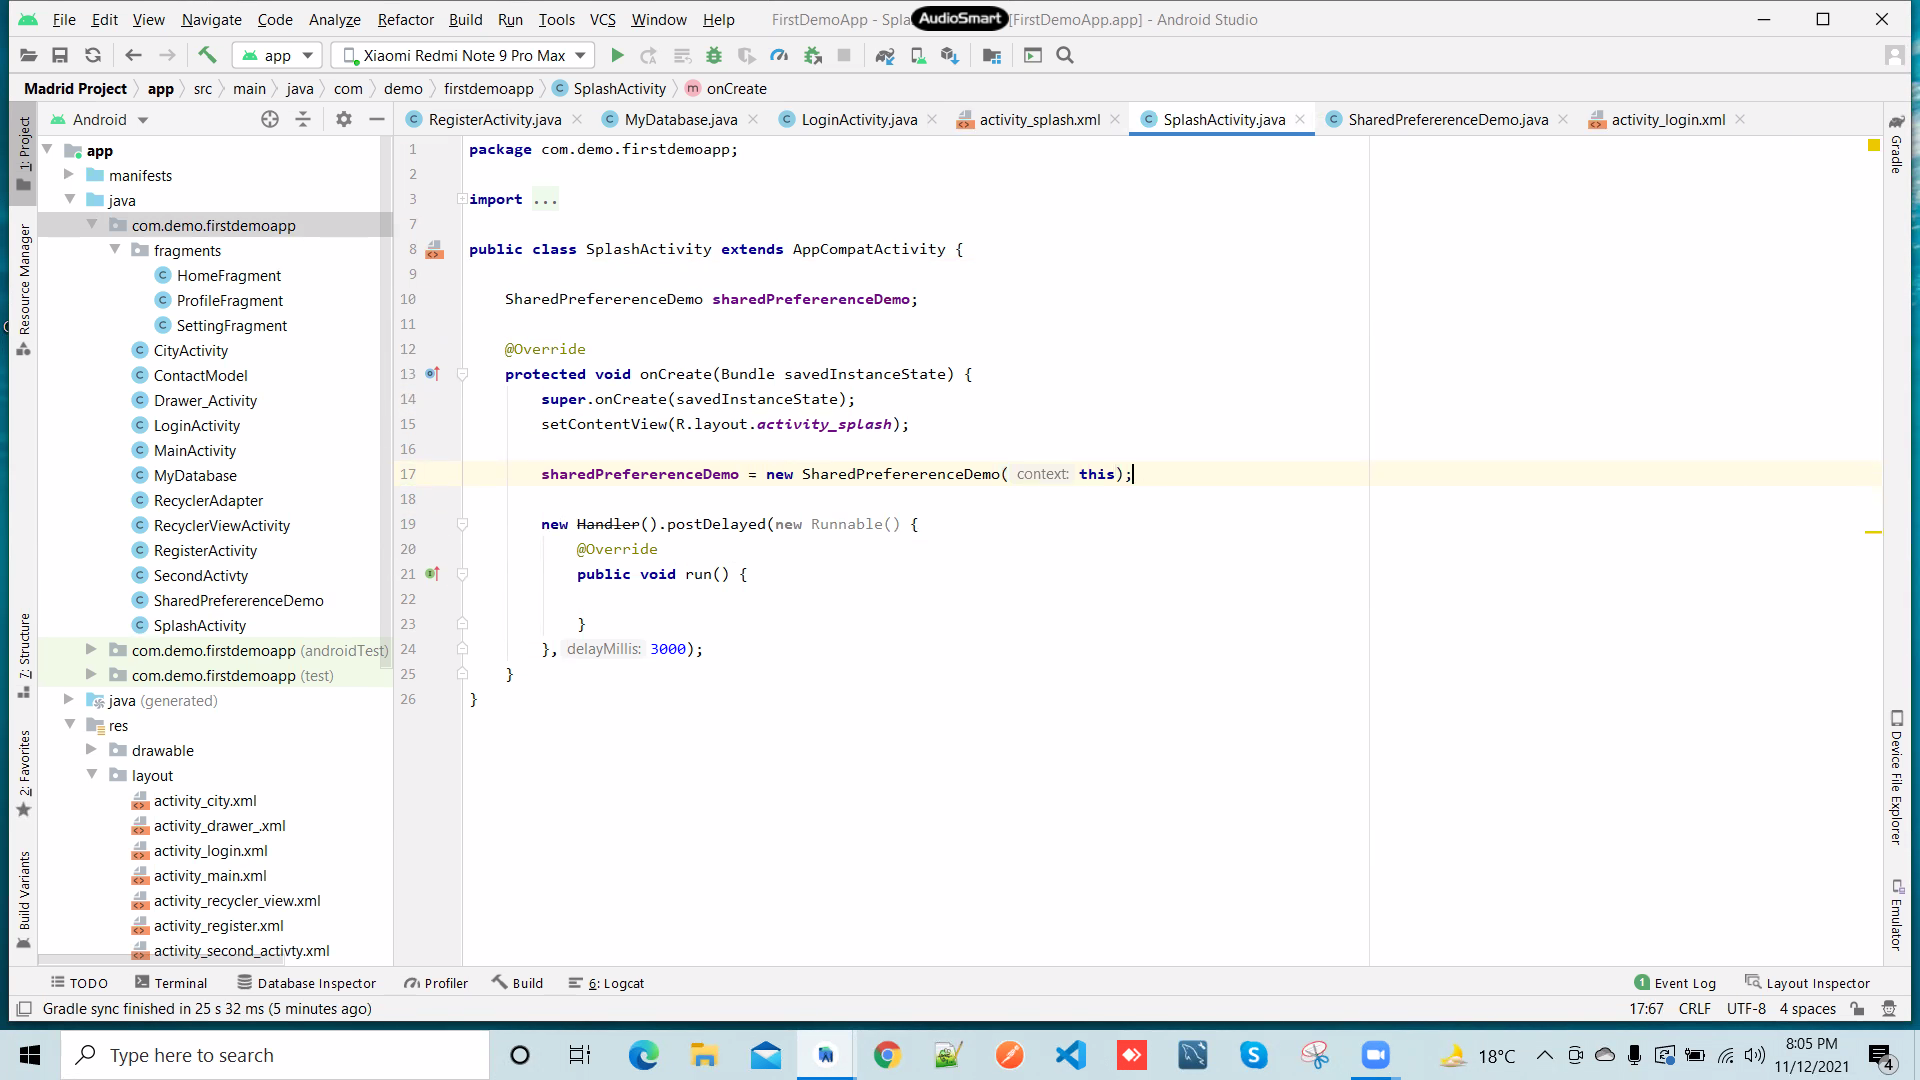 File Edit View Navigate Code Analyze Refactor Build Run Tools VCS Window Help FirstDemoApp - Spla AudioSmart [FirstDemoApp.app] - Android Studio
app Xiaomi Redmi Note 9 Pro Max
Madrid Project app src main java com demo firstdemoapp SplashActivity onCreate
Android
RegisterActivity.java MyDatabase.java LoginActivity.java activity_splash.xml SplashActivity.java SharedPrefererenceDemo.java activity_login.xml
1: Project
Resource Manager
7: Structure
2: Favorites
Build Variants
app
manifests
java
com.demo.firstdemoapp
fragments
HomeFragment
ProfileFragment
SettingFragment
CityActivity
ContactModel
Drawer_Activity
LoginActivity
MainActivity
MyDatabase
RecyclerAdapter
RecyclerViewActivity
RegisterActivity
SecondActivty
SharedPrefererenceDemo
SplashActivity
com.demo.firstdemoapp (androidTest)
com.demo.firstdemoapp (test)
java (generated)
res
drawable
layout
activity_city.xml
activity_drawer_.xml
activity_login.xml
activity_main.xml
activity_recycler_view.xml
activity_register.xml
activity_second_activty.xml
1 package com.demo.firstdemoapp;
2
3 import ...
7
8 public class SplashActivity extends AppCompatActivity {
9
10 SharedPrefererenceDemo sharedPrefererenceDemo;
11
12 @Override
13 protected void onCreate(Bundle savedInstanceState) {
14 super.onCreate(savedInstanceState);
15 setContentView(R.layout.activity_splash);
16
17 sharedPrefererenceDemo = new SharedPrefererenceDemo( context: this);
18
19 new Handler().postDelayed(new Runnable() {
20 @Override
21 public void run() {
22
23 }
24 }, delayMillis: 3000);
25 }
26 }
Gradle
Device File Explorer
Emulator
TODO Terminal Database Inspector Profiler Build 6: Logcat 1 Event Log Layout Inspector
Gradle sync finished in 25 s 32 ms (5 minutes ago) 17:67 CRLF UTF-8 4 spaces
Type here to search 18°C 8:05 PM
11/12/2021 4